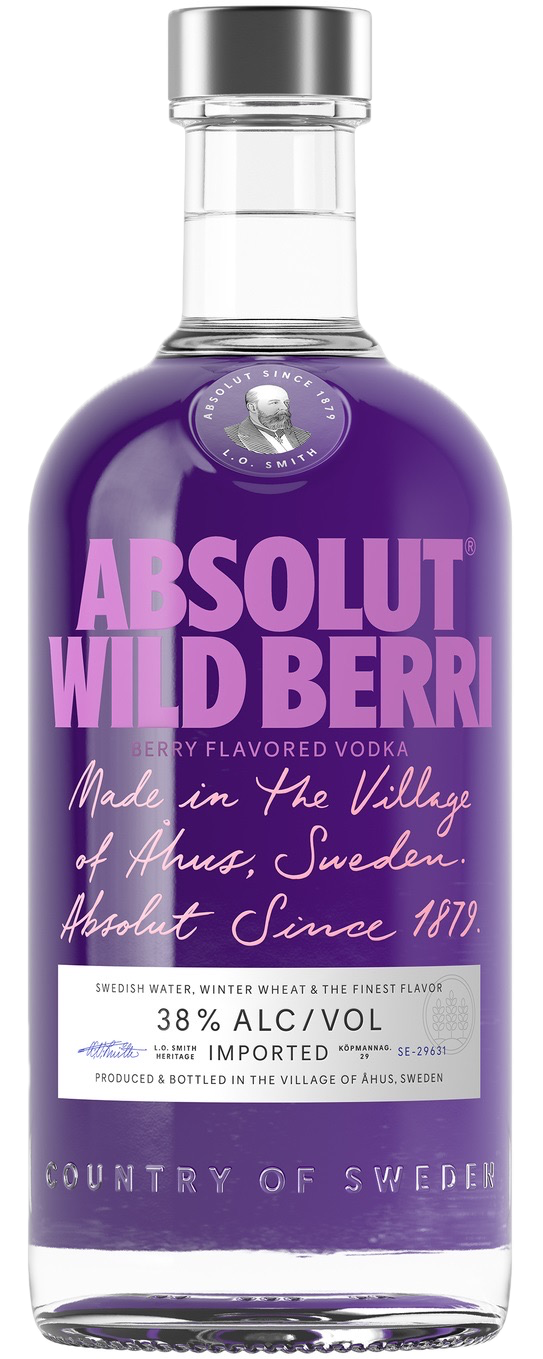 ABSOLUT SINCE 1879
L.O. SMITH
ABSOLUT®
WILD BERRI
BERRY FLAVORED VODKA
Made in the Village
of Åhus, Sweden.
Absolut Since 1879.
SWEDISH WATER, WINTER WHEAT & THE FINEST FLAVOR
38% ALC/VOL
L.O. SMITH HERITAGE IMPORTED KÖPMANNAG. 29 SE-29631
PRODUCED & BOTTLED IN THE VILLAGE OF ÅHUS, SWEDEN
COUNTRY OF SWEDEN